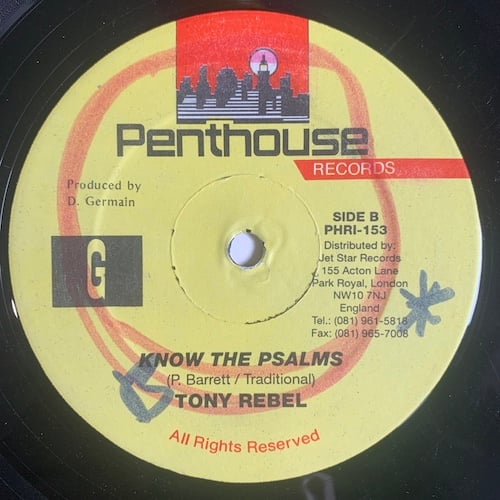 Penthouse
RECORDS
Produced by
D. Germain
G
SIDE B
PHRI-153
Distributed by:
Jet Star Records
155 Acton Lane
Park Royal, London
NW10 7NJ
England
Tel.: (081) 961-5818
Fax: (081) 965-7008
KNOW THE PSALMS
(P. Barrett / Traditional)
TONY REBEL
All Rights Reserved